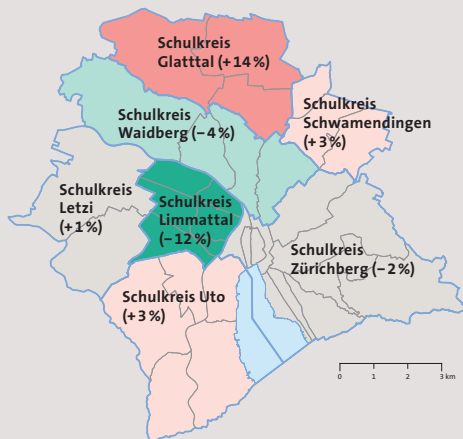 Schulkreis
Glatttal (+14 %)
Schulkreis
Schwamendingen
(+3 %)
Schulkreis
Waidberg (–4 %)
Schulkreis
Letzi
(+1 %)
Schulkreis
Limmattal
(–12 %)
Schulkreis
Zürichberg (–2 %)
Schulkreis Uto
(+3 %)
0 1 2 3 km